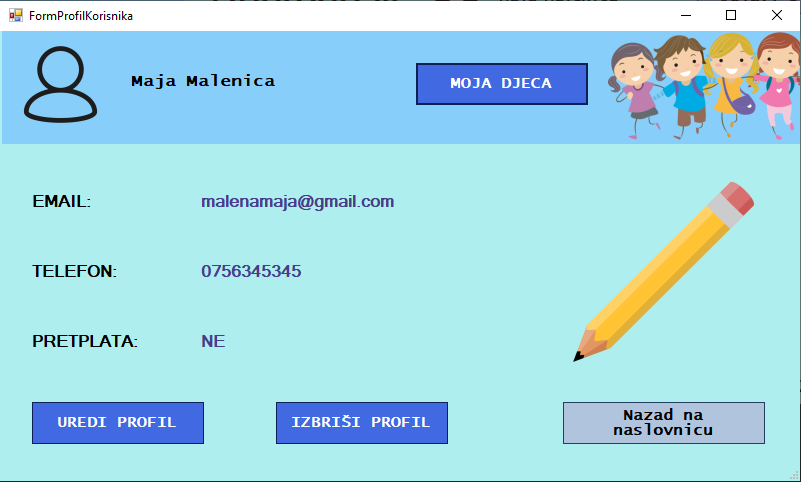 FormProfilKorisnika
Maja Malenica
MOJA DJECA
EMAIL: malenamaja@gmail.com
TELEFON: 0756345345
PRETPLATA: NE
UREDI PROFIL
IZBRIŠI PROFIL
Nazad na
naslovnicu